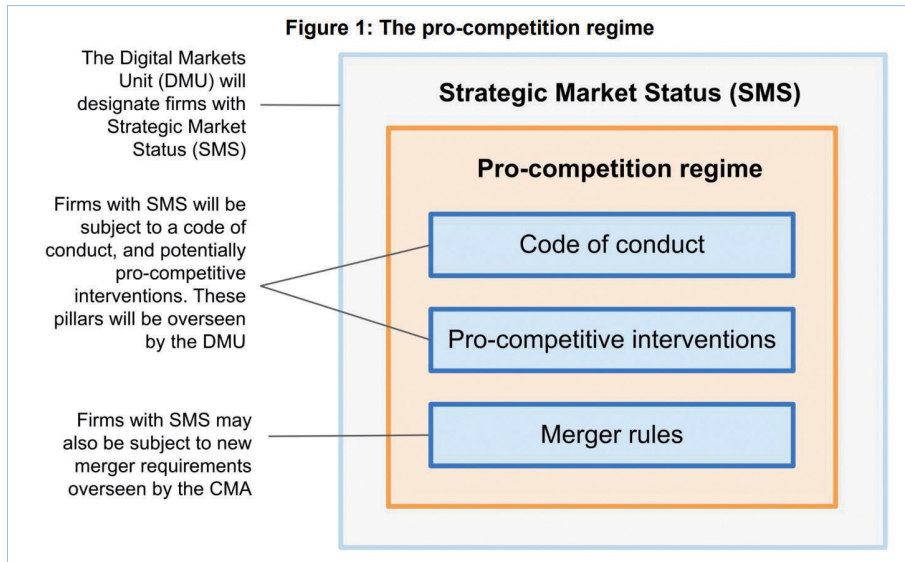 Figure 1: The pro-competition regime
The Digital Markets
Unit (DMU) will
designate firms with
Strategic Market
Status (SMS)
Firms with SMS will be
subject to a code of
conduct, and potentially
pro-competitive
interventions. These
pillars will be overseen
by the DMU
Firms with SMS may
also be subject to new
merger requirements
overseen by the CMA
Strategic Market Status (SMS)
Pro-competition regime
Code of conduct
Pro-competitive interventions
Merger rules